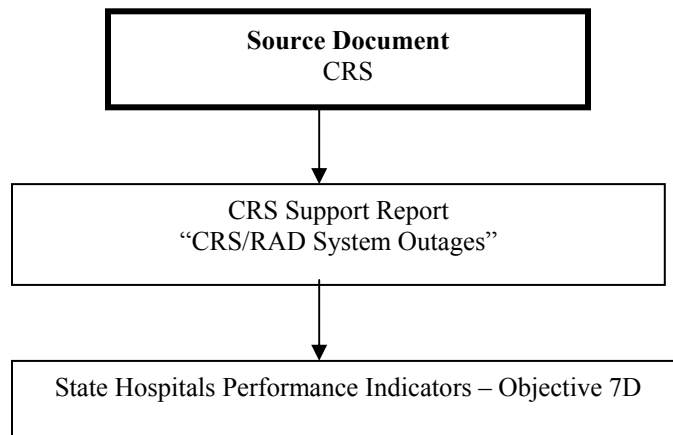 Source Document
CRS
CRS Support Report
“CRS/RAD System Outages”
State Hospitals Performance Indicators – Objective 7D